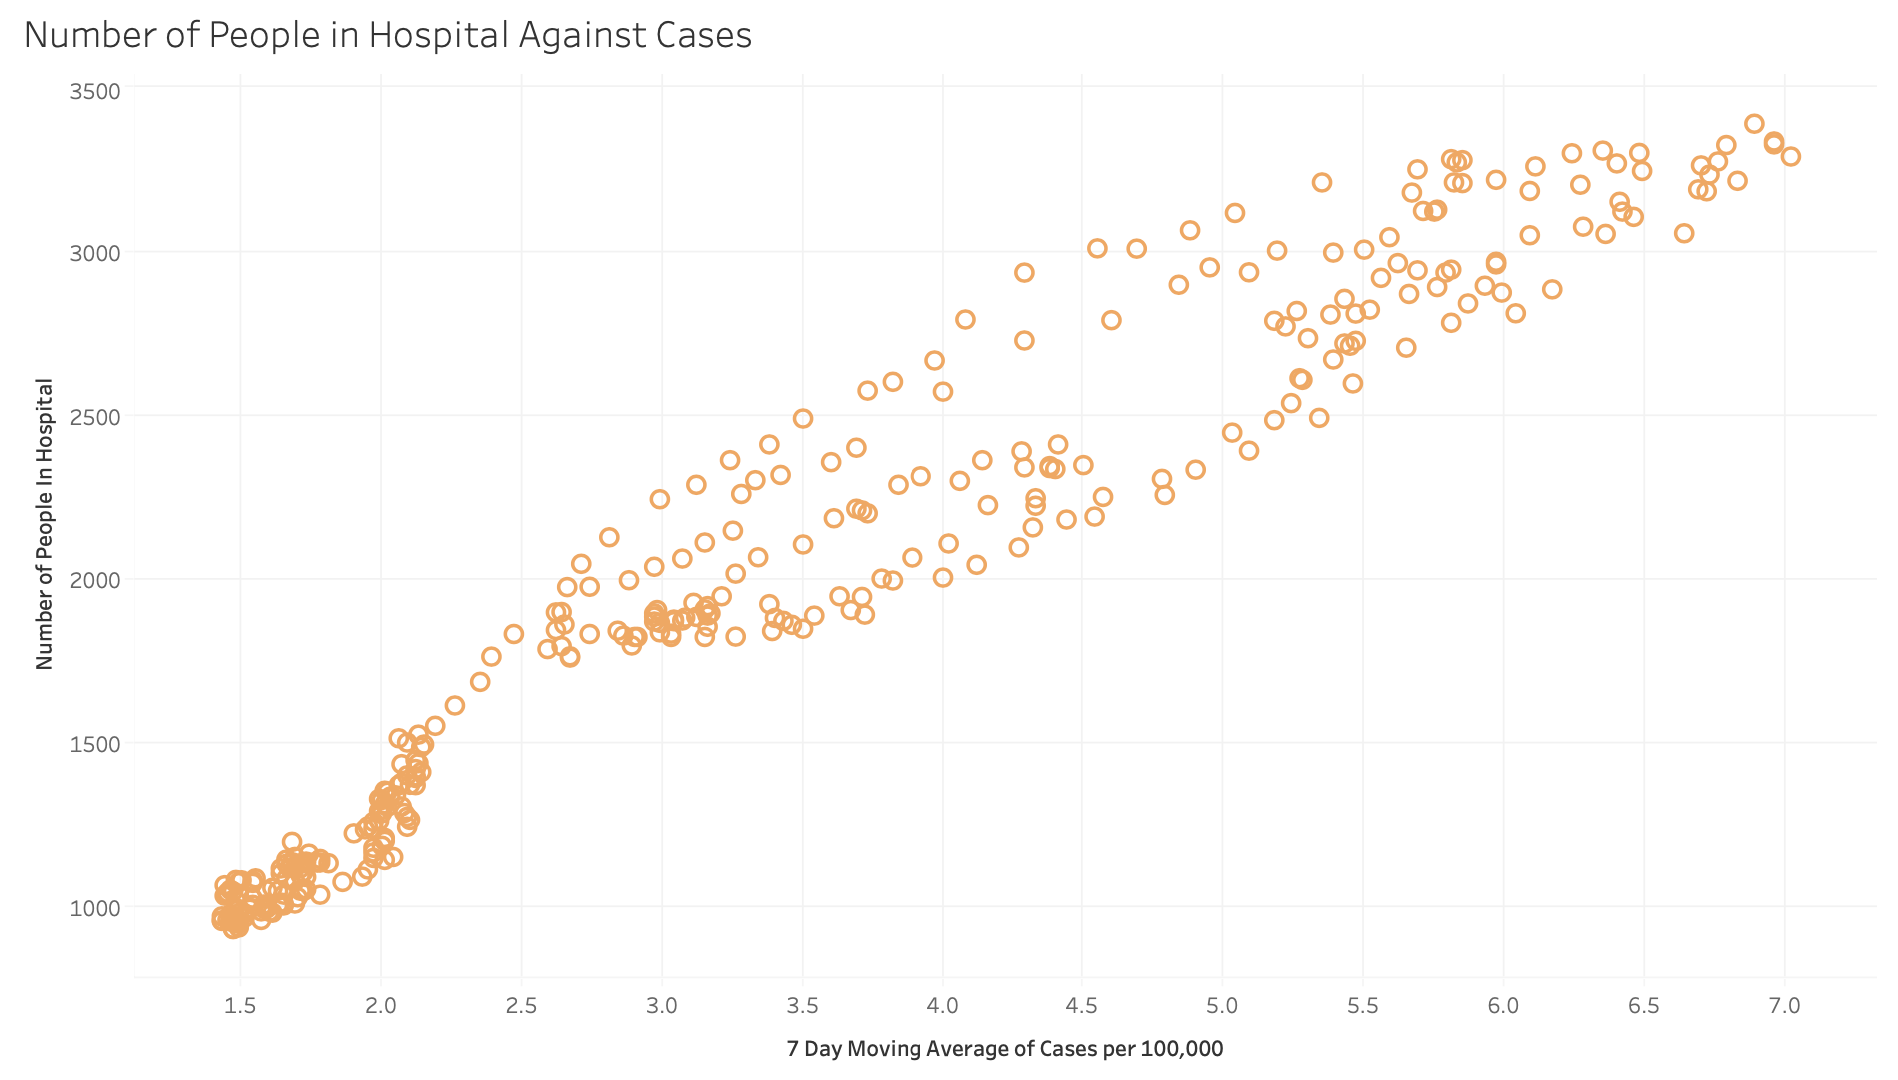 Number of People in Hospital Against Cases
3500
3000
2500
2000
1500
1000
Number of People In Hospital
1.5 2.0 2.5 3.0 3.5 4.0 4.5 5.0 5.5 6.0 6.5 7.0
7 Day Moving Average of Cases per 100,000